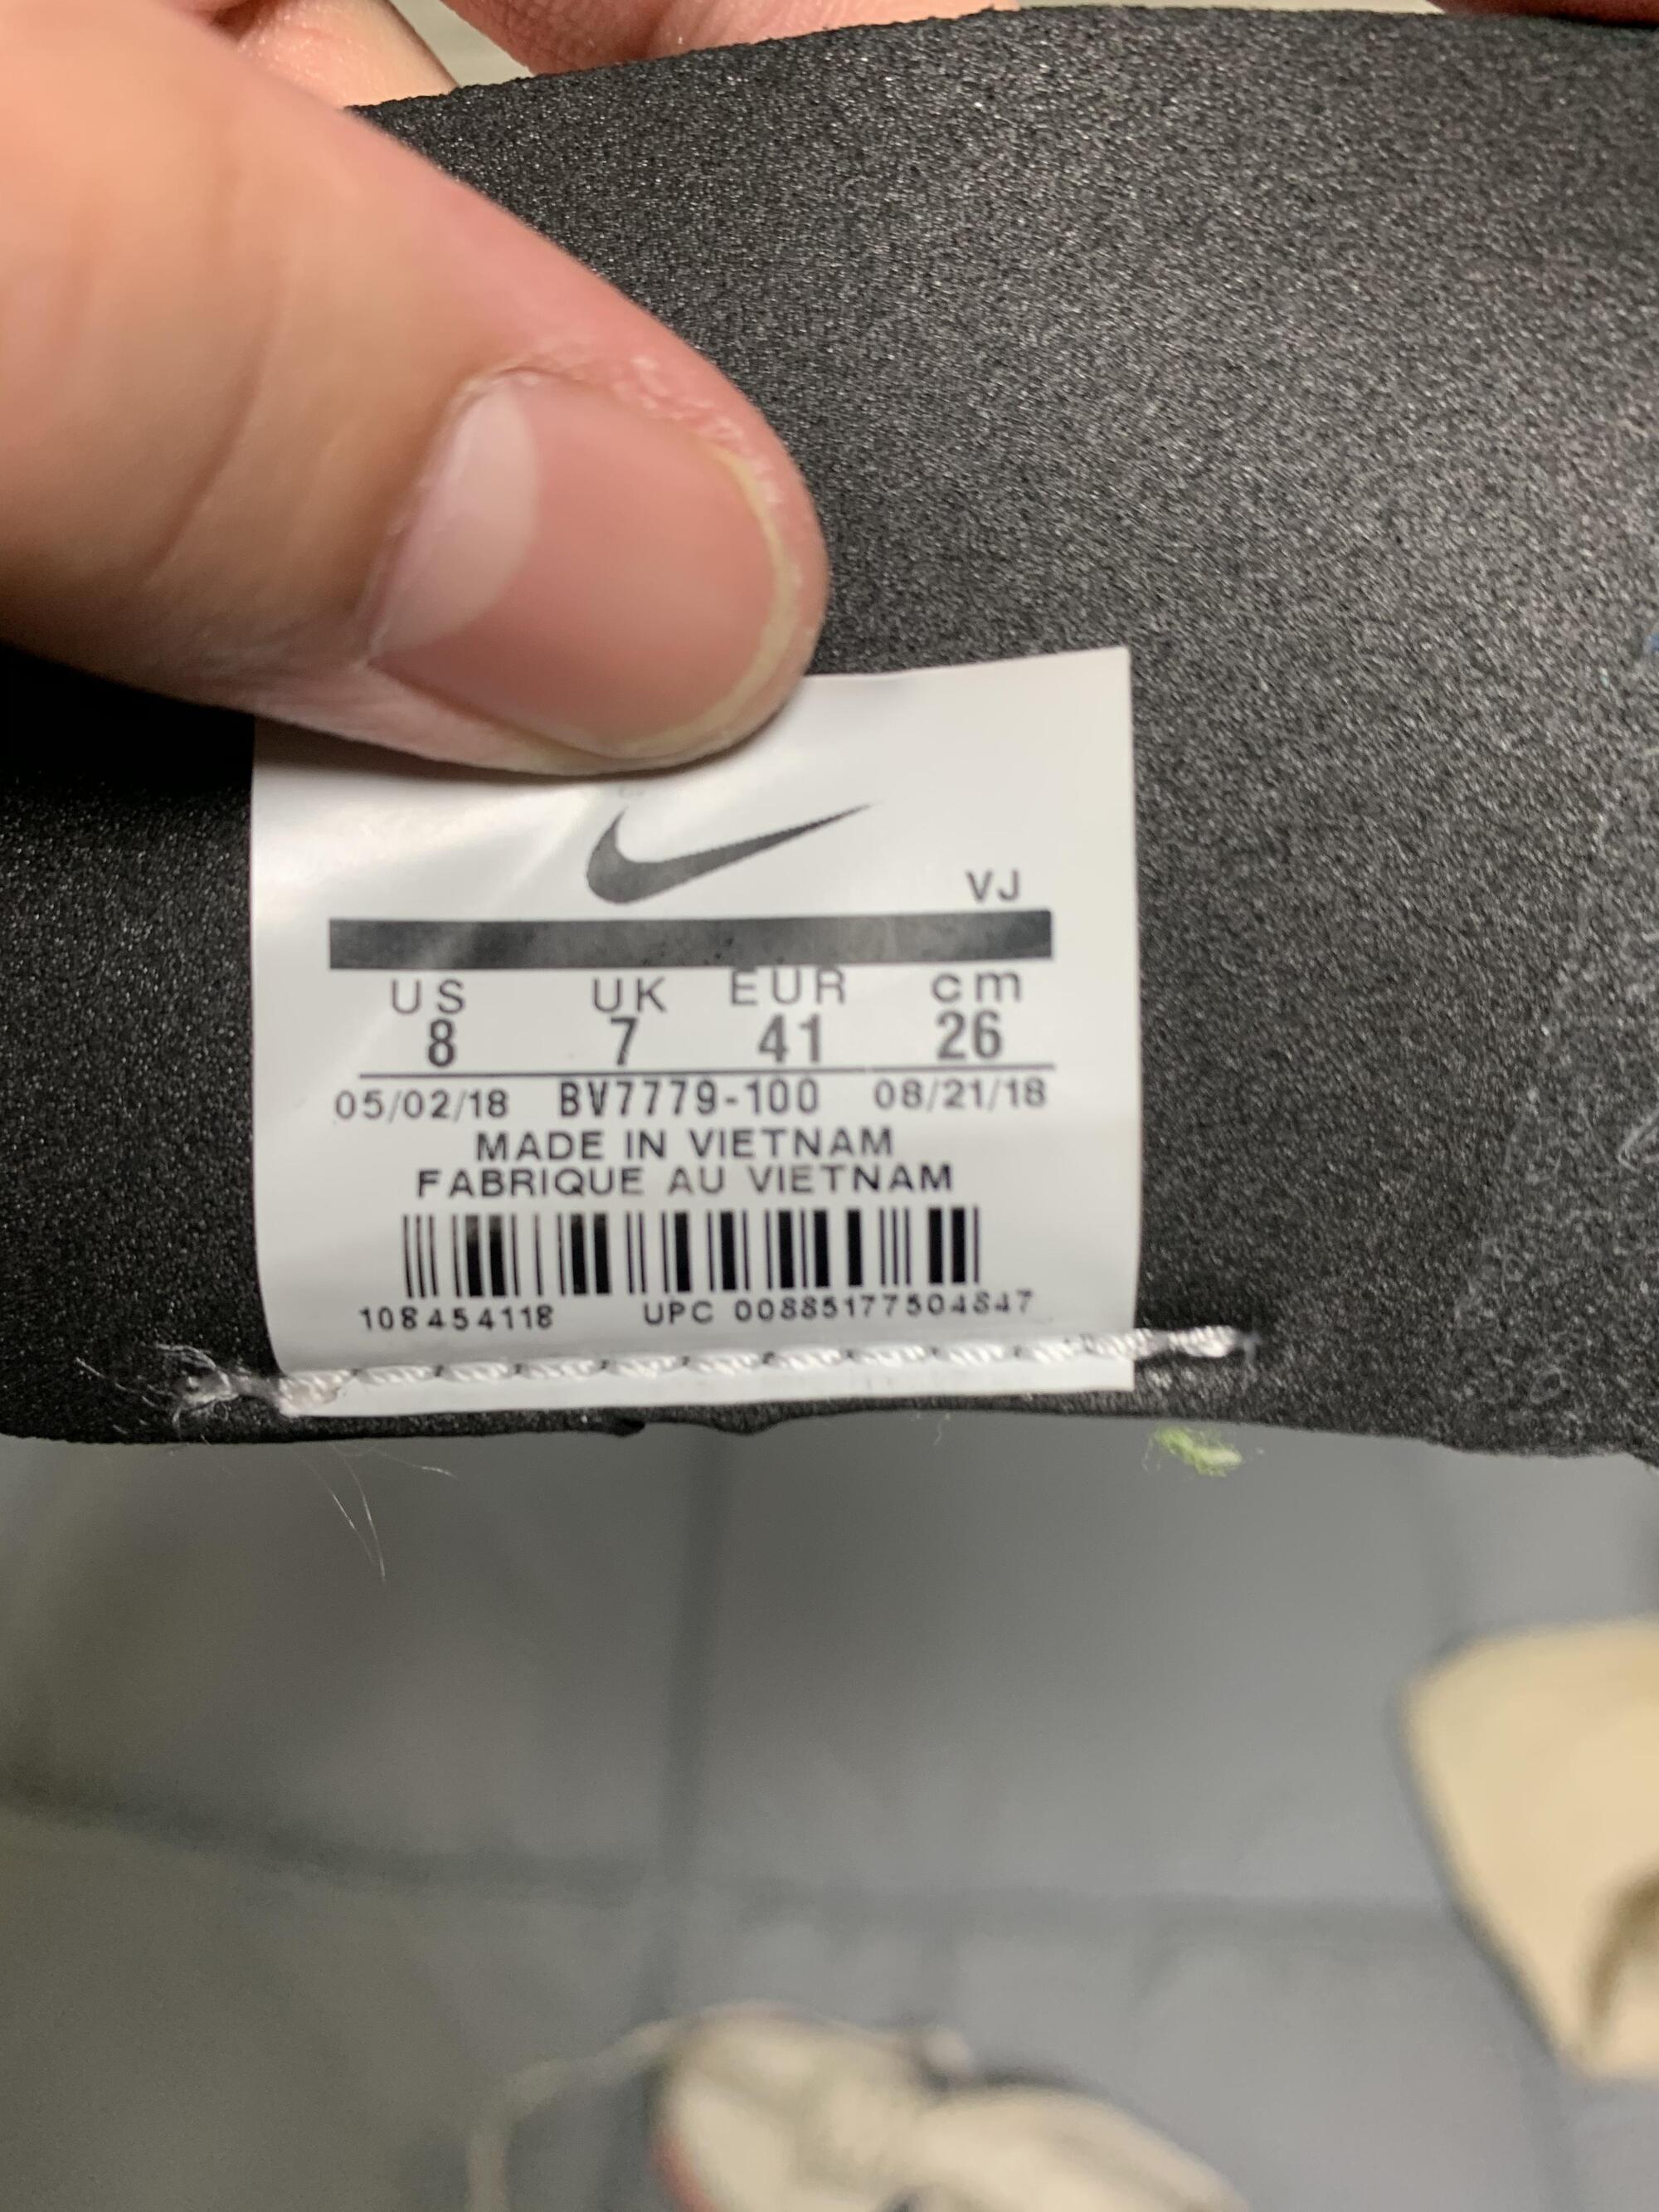 VJ
US UK EUR cm
8 7 41 26
05/02/18 BV7779-100 08/21/18
MADE IN VIETNAM
FABRIQUE AU VIETNAM
108454118 UPC 00885177504847